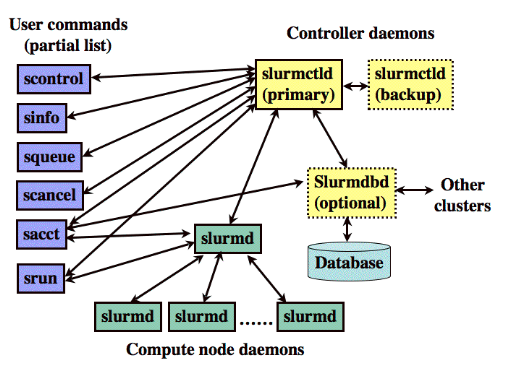 User commands
(partial list)
Controller daemons
scontrol
sinfo
squeue
scancel
sacct
srun
slurmctld
(primary)
slurmctld
(backup)
Slurmdbd
(optional)
Other
clusters
Database
slurmd
slurmd
slurmd
......
slurmd
Compute node daemons